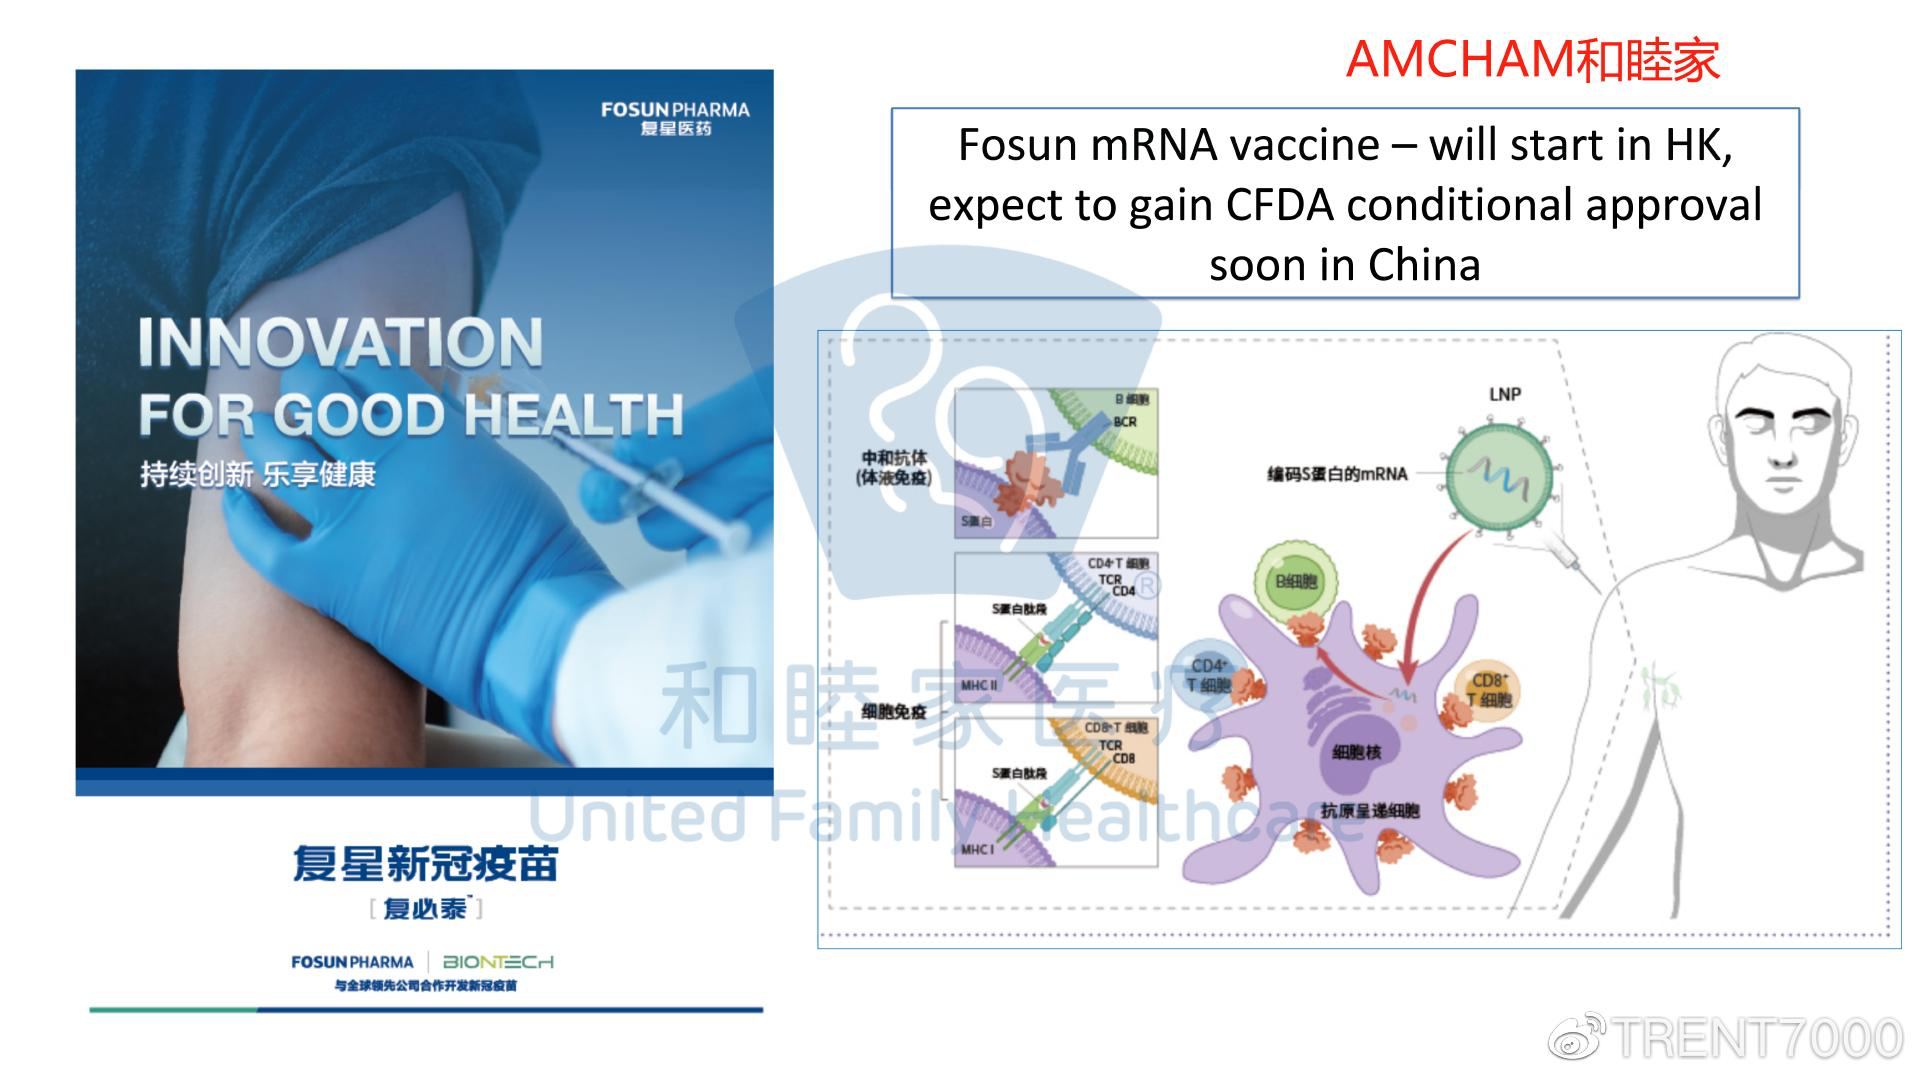 AMCHAM和睦家
FOSUN PHARMA
复星医药
INNOVATION
FOR GOOD HEALTH
持续创新 乐享健康
复星新冠疫苗
[复必泰™]
FOSUN PHARMA | BIONTECH
与全球领先公司合作开发新冠疫苗
Fosun mRNA vaccine – will start in HK,
expect to gain CFDA conditional approval
soon in China
中和抗体
(体液免疫)
B 细胞
BCR
S蛋白
细胞免疫
CD4⁺T 细胞
TCR
CD4
S蛋白肽段
MHC II
CD8⁺T 细胞
TCR
CD8
S蛋白肽段
MHC I
LNP
编码S蛋白的mRNA
B细胞
CD4⁺
T 细胞
CD8⁺
T 细胞
细胞核
抗原呈递细胞
®
和睦家医疗
United Family Healthcare
TRENT7000